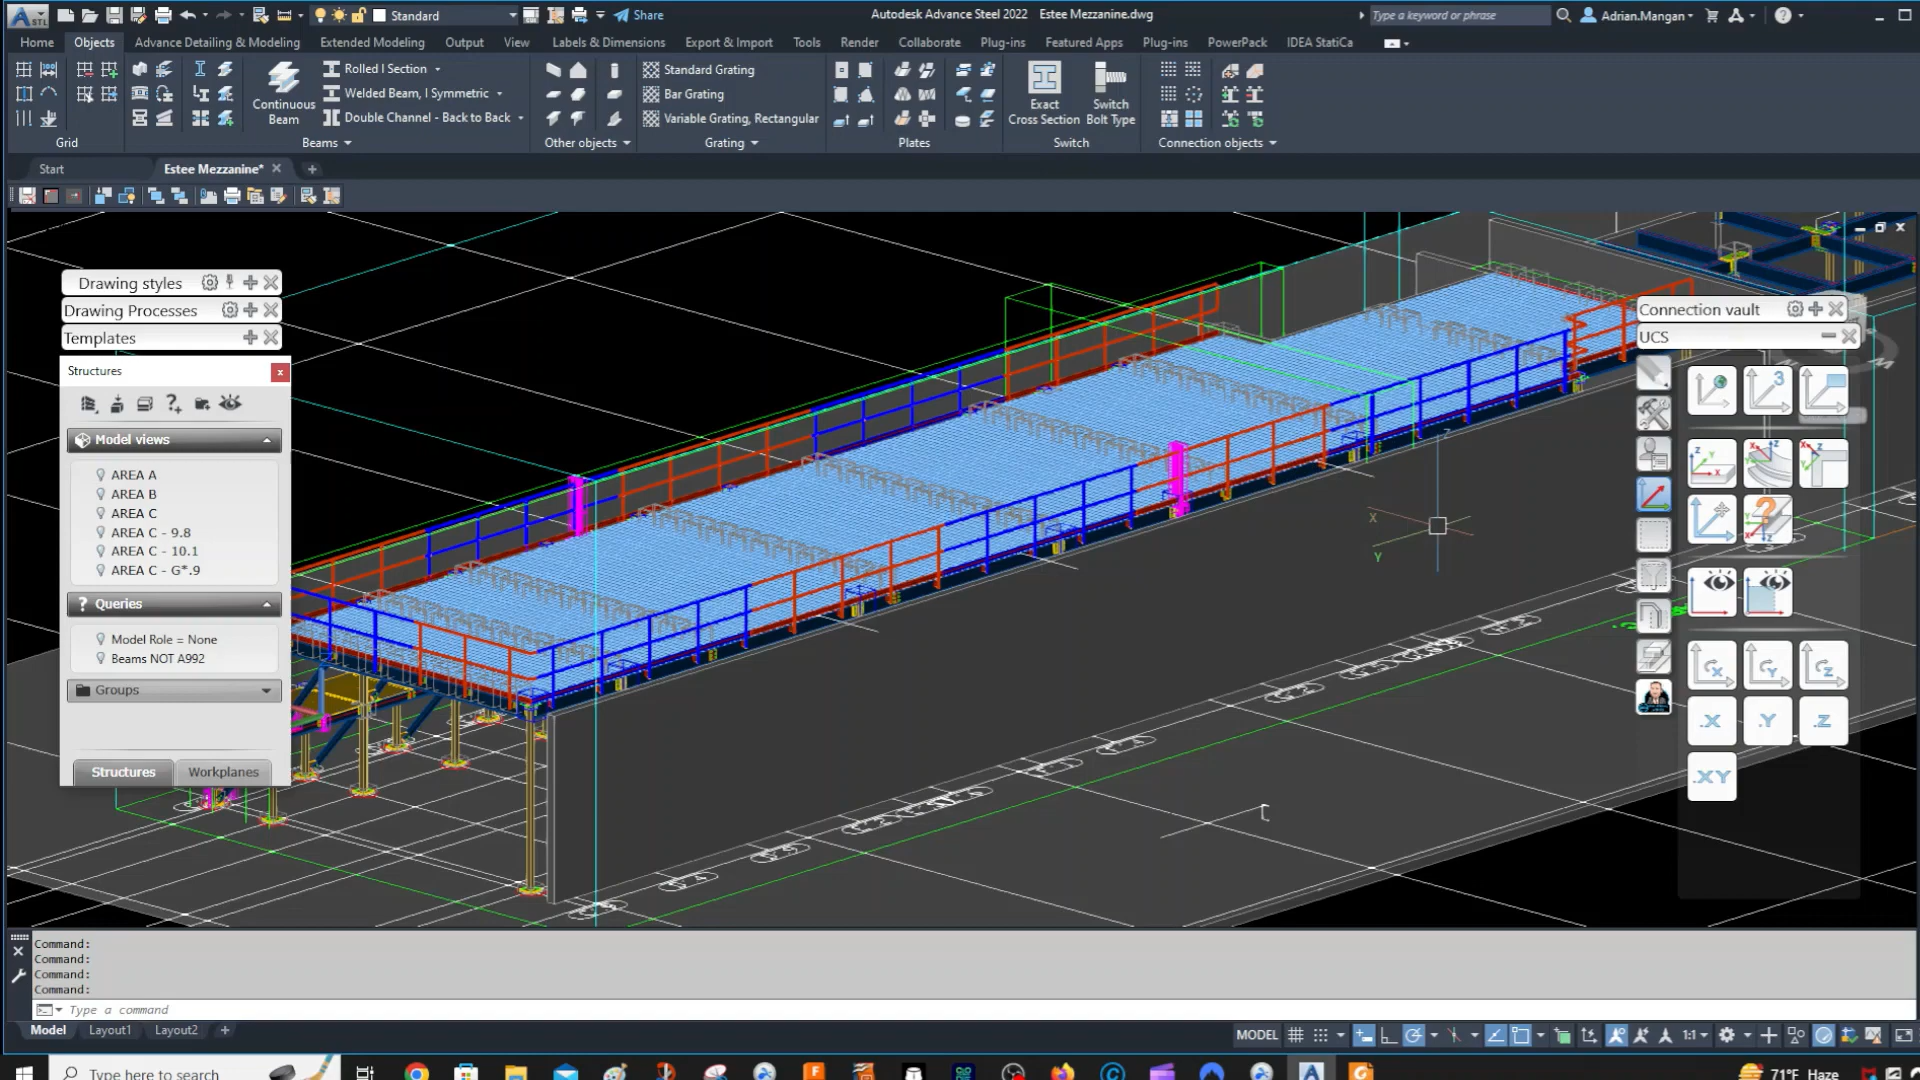 Standard
Share
Autodesk Advance Steel 2022 Estee Mezzanine.dwg
Type a keyword or phrase
Adrian.Mangan
Home Objects Advance Detailing & Modeling Extended Modeling Output View Labels & Dimensions Export & Import Tools Render Collaborate Plug-ins Featured Apps Plug-ins PowerPack IDEA StatiCa
Rolled I Section
Welded Beam, I Symmetric
Double Channel - Back to Back
Continuous
Beam
Standard Grating
Bar Grating
Variable Grating, Rectangular
Exact
Cross Section
Switch
Bolt Type
Grid Beams Other objects Grating Plates Switch Connection objects
Start Estee Mezzanine*
Drawing styles
Drawing Processes
Templates
Structures
Model views
AREA A
AREA B
AREA C
AREA C - 9.8
AREA C - 10.1
AREA C - G*.9
Queries
Model Role = None
Beams NOT A992
Groups
Structures Workplanes
Connection vault
UCS
X
Y
Z
.X .Y .Z
.XY
X
Y
Z
Command:
Command:
Command:
Command:
Type a command
Model Layout1 Layout2
MODEL
1:1
Type here to search
71°F Haze